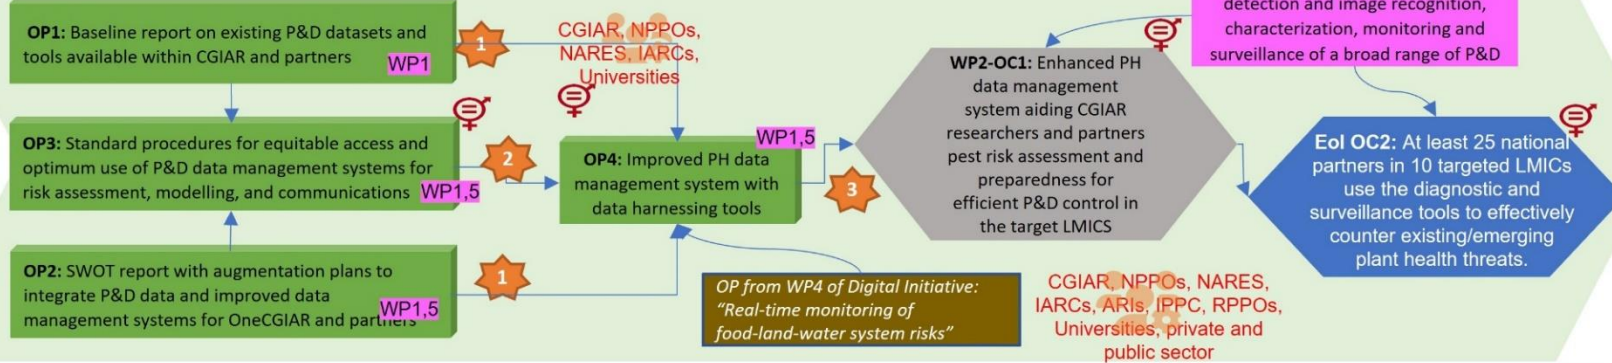 OP1: Baseline report on existing P&D datasets and
tools available within CGIAR and partners
WP1
1
CGIAR, NPPOs,
NARES, IARCs,
Universities
OP3: Standard procedures for equitable access and
optimum use of P&D data management systems for
risk assessment, modelling, and communications
WP1,5
2
OP2: SWOT report with augmentation plans to
integrate P&D data and improved data
management systems for OneCGIAR and partners
WP1,5
1
WP1,5
OP4: Improved PH data
management system with
data harnessing tools
3
OP from WP4 of Digital Initiative:
“Real-time monitoring of
food-land-water system risks”
WP2-OC1: Enhanced PH
data management
system aiding CGIAR
researchers and partners
pest risk assessment and
preparedness for
efficient P&D control in
the target LMICS
CGIAR, NPPOs, NARES,
IARCs, ARIs, IPPC, RPPOs,
Universities, private and
public sector
detection and image recognition,
characterization, monitoring and
surveillance of a broad range of P&D
EoI OC2: At least 25 national
partners in 10 targeted LMICs
use the diagnostic and
surveillance tools to effectively
counter existing/emerging
plant health threats.